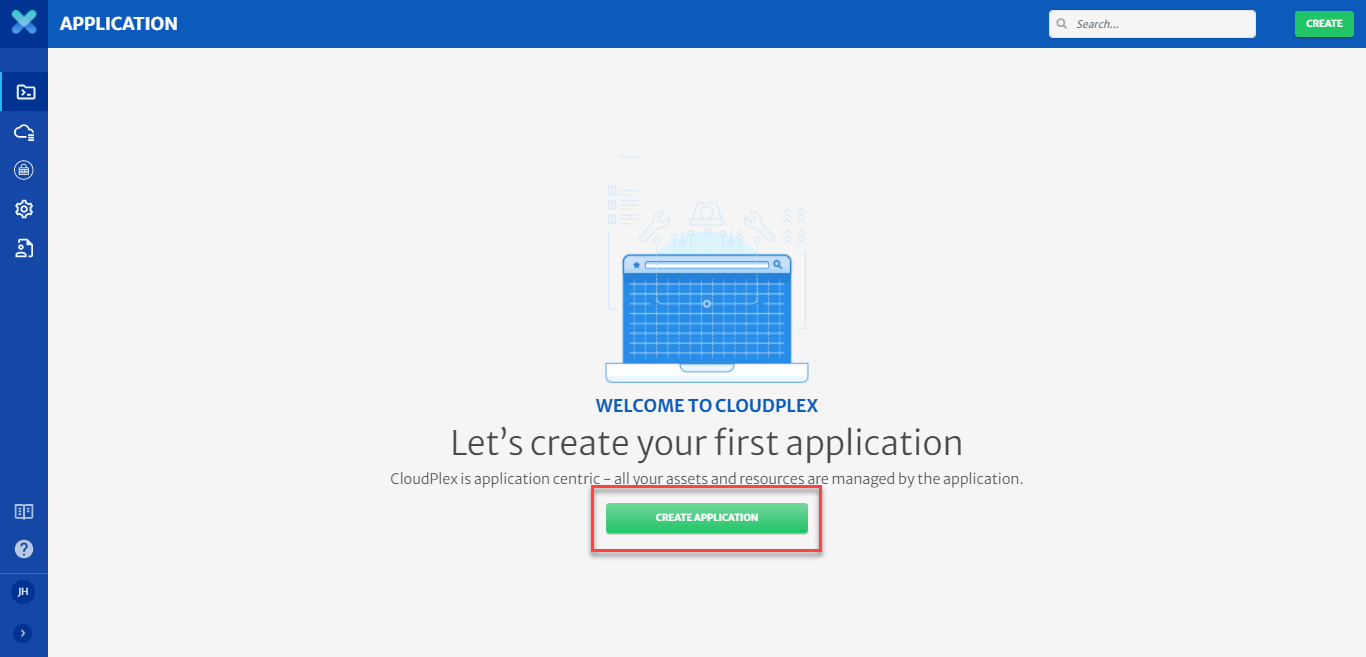 APPLICATION
Search...
CREATE
WELCOME TO CLOUDPLEX
Let’s create your first application
CloudPlex is application centric – all your assets and resources are managed by the application.
CREATE APPLICATION
?
JH